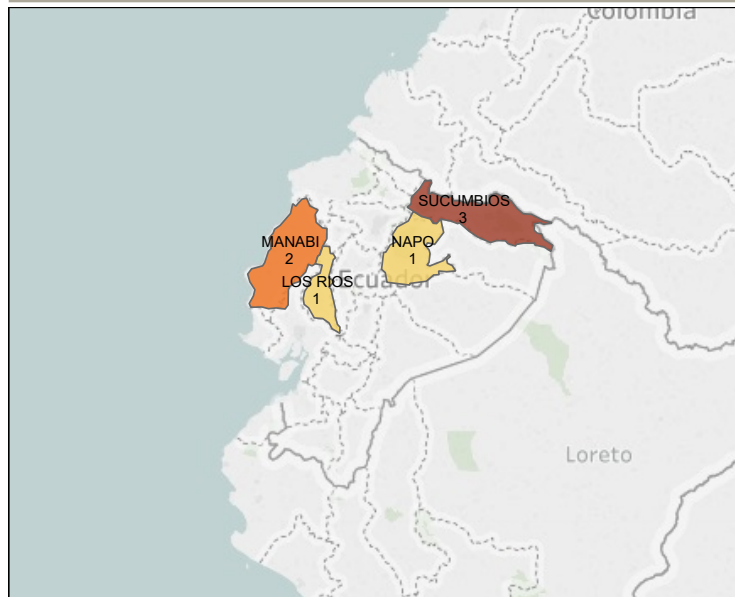 Colombia
SUCUMBIOS
3
MANABI
2
NAPO
1
LOS RIOS
1
Ecuador
Loreto